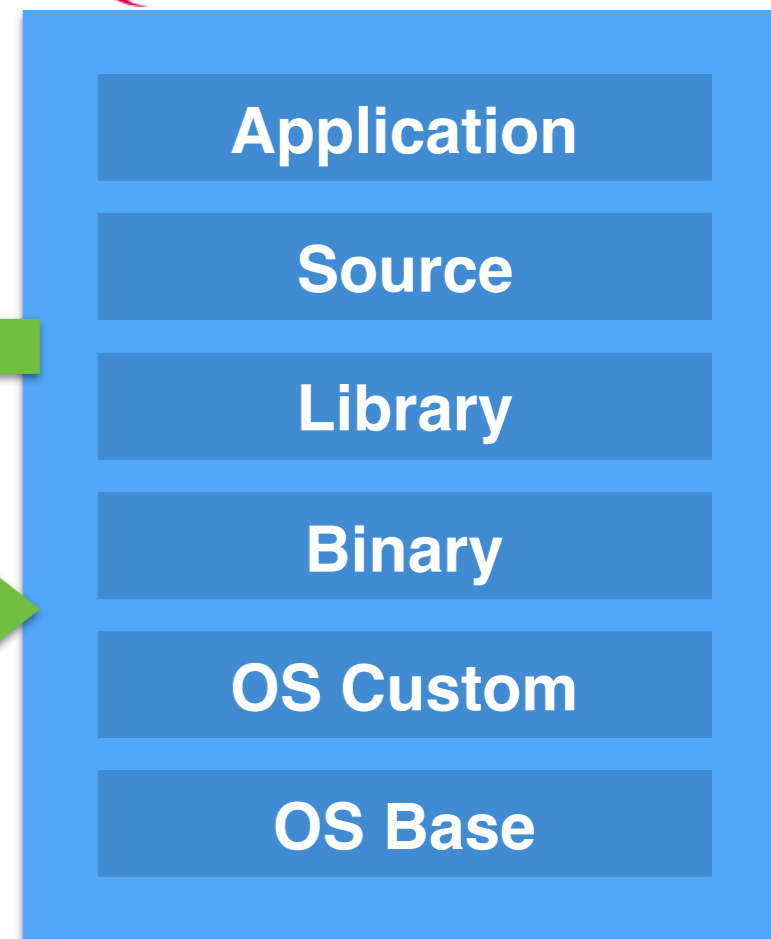 Application
Source
Library
Binary
OS Custom
OS Base